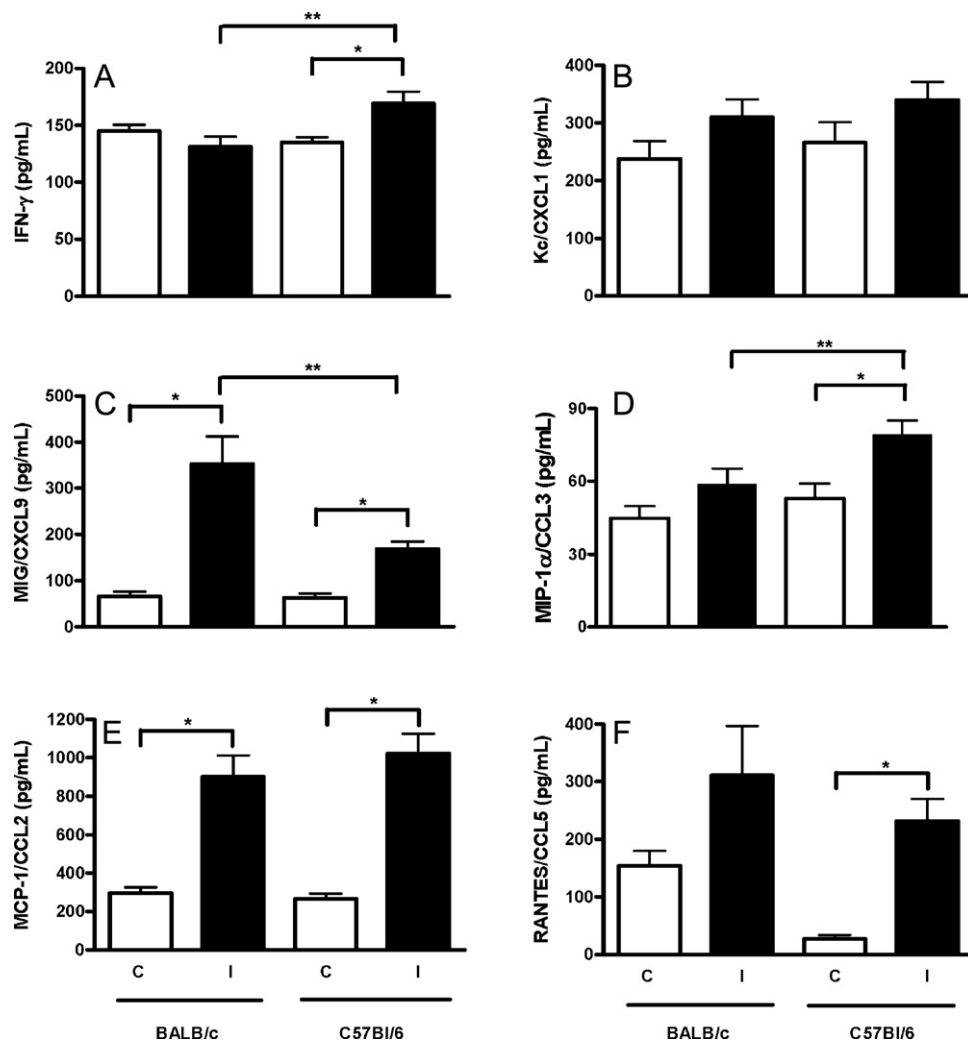 A
IFN-γ (pg/mL)
200
150
100
50
0
**
*
B
Kc/CXCL1 (pg/mL)
400
300
200
100
0
C
MIG/CXCL9 (pg/mL)
500
400
300
200
100
0
*
**
*
D
MIP-1α/CCL3 (pg/mL)
90
60
30
0
**
*
E
MCP-1/CCL2 (pg/mL)
1200
1000
800
600
400
200
0
*
*
C I C I
BALB/c C57Bl/6
F
RANTES/CCL5 (pg/mL)
400
300
200
100
0
*
C I C I
BALB/c C57Bl/6